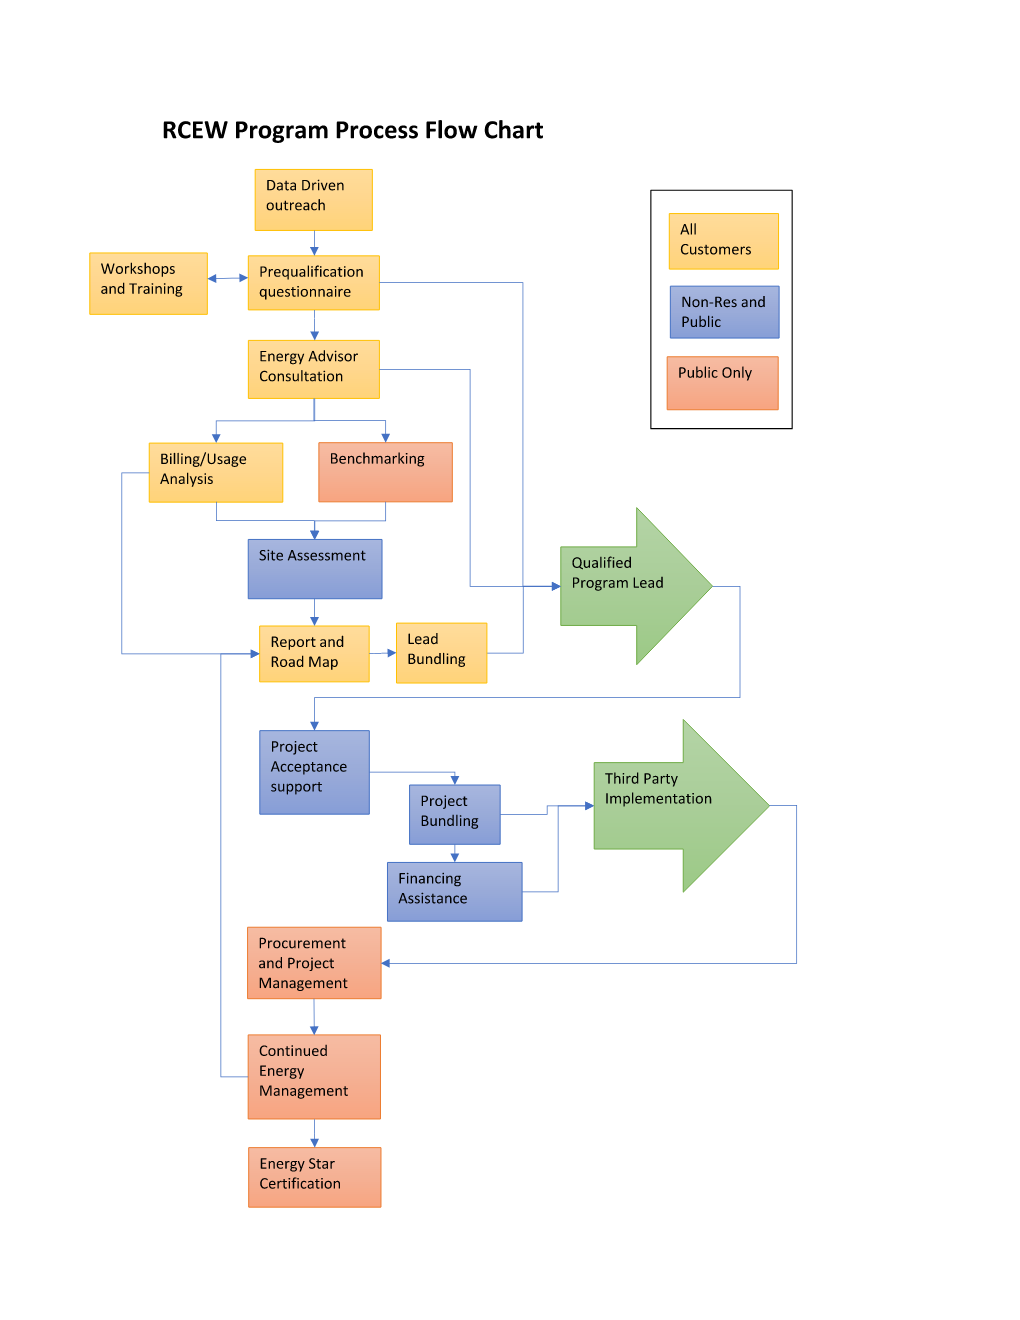 RCEW Program Process Flow Chart
Data Driven
outreach
All
Customers
Workshops
and Training
Prequalification
questionnaire
Non-Res and
Public
Energy Advisor
Consultation
Public Only
Billing/Usage
Analysis
Benchmarking
Site Assessment
Qualified
Program Lead
Report and
Road Map
Lead
Bundling
Project
Acceptance
support
Project
Bundling
Third Party
Implementation
Financing
Assistance
Procurement
and Project
Management
Continued
Energy
Management
Energy Star
Certification